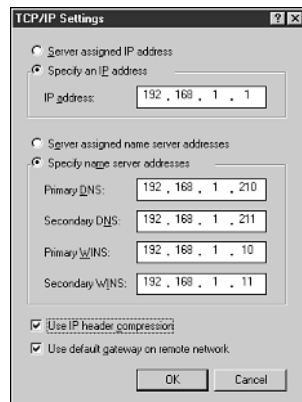 TCP/IP Settings
Server assigned IP address
Specify an IP address
IP address: 192 . 168 . 1 . 1
Server assigned name server addresses
Specify name server addresses
Primary DNS: 192 . 168 . 1 . 210
Secondary DNS: 192 . 168 . 1 . 211
Primary WINS: 192 . 168 . 1 . 10
Secondary WINS: 192 . 168 . 1 . 11
Use IP header compression
Use default gateway on remote network
OK Cancel